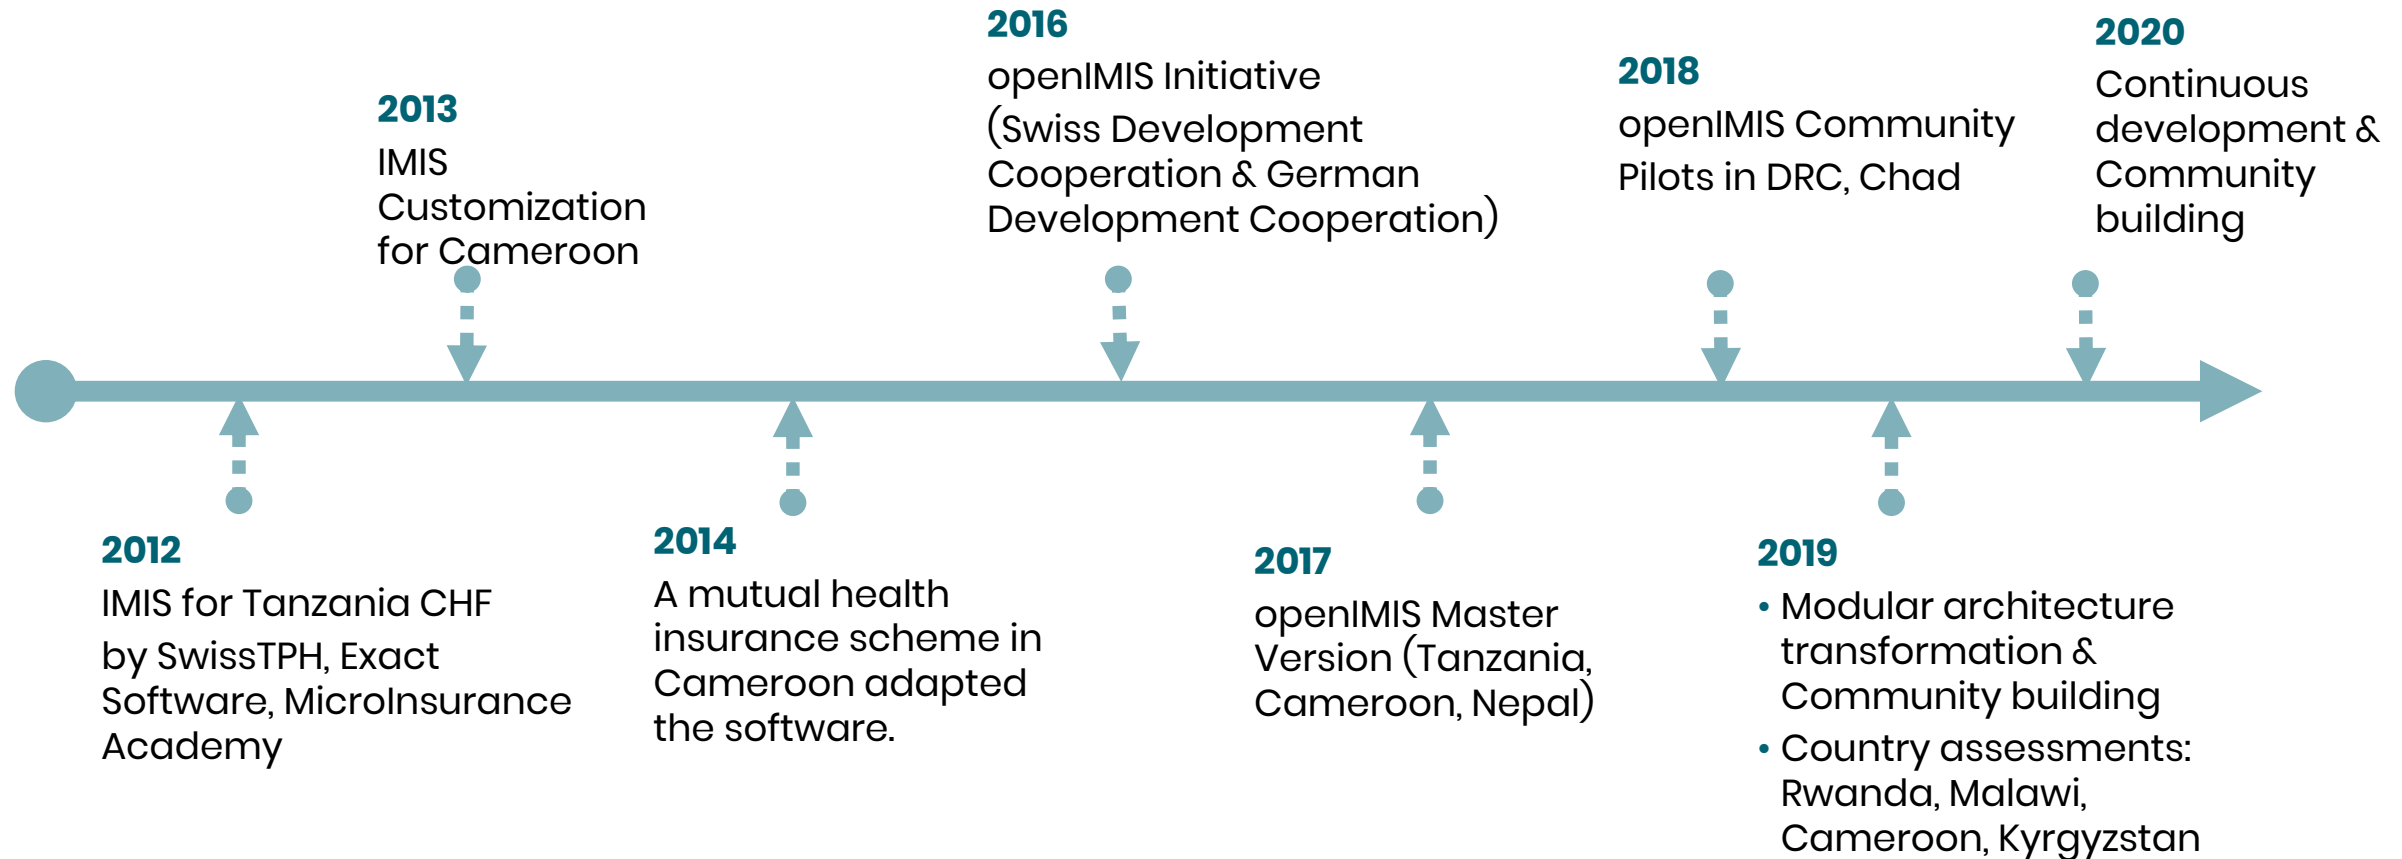 2012
IMIS for Tanzania CHF
by SwissTPH, Exact
Software, MicroInsurance
Academy
2013
IMIS
Customization
for Cameroon
2014
A mutual health
insurance scheme in
Cameroon adapted
the software.
2016
openIMIS Initiative
(Swiss Development
Cooperation & German
Development Cooperation)
2017
openIMIS Master
Version (Tanzania,
Cameroon, Nepal)
2018
openIMIS Community
Pilots in DRC, Chad
2019
• Modular architecture
transformation &
Community building
• Country assessments:
Rwanda, Malawi,
Cameroon, Kyrgyzstan
2020
Continuous
development &
Community
building